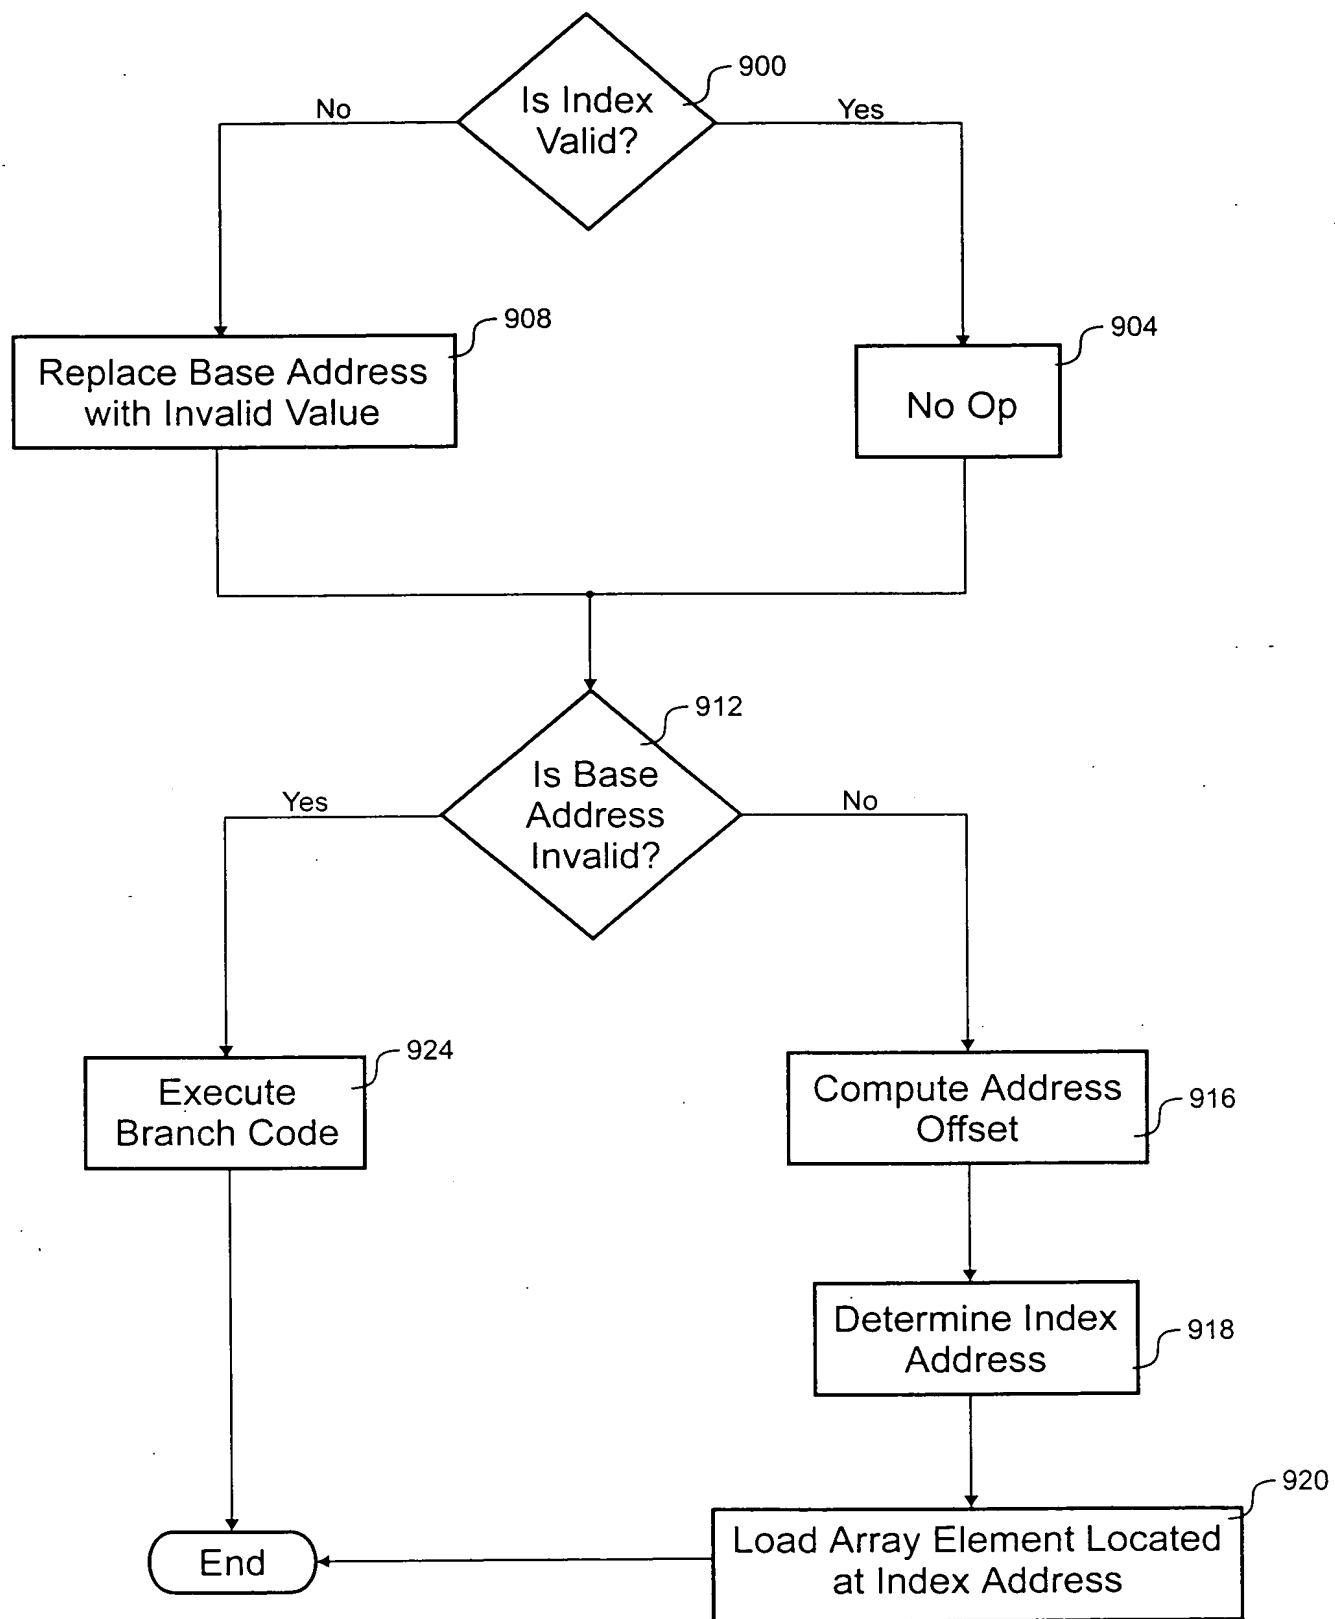 900
Is Index
Valid?
No
Yes
908
Replace Base Address
with Invalid Value
904
No Op
912
Is Base
Address
Invalid?
Yes
No
924
Execute
Branch Code
Compute Address
Offset
916
Determine Index
Address
918
920
Load Array Element Located
at Index Address
End